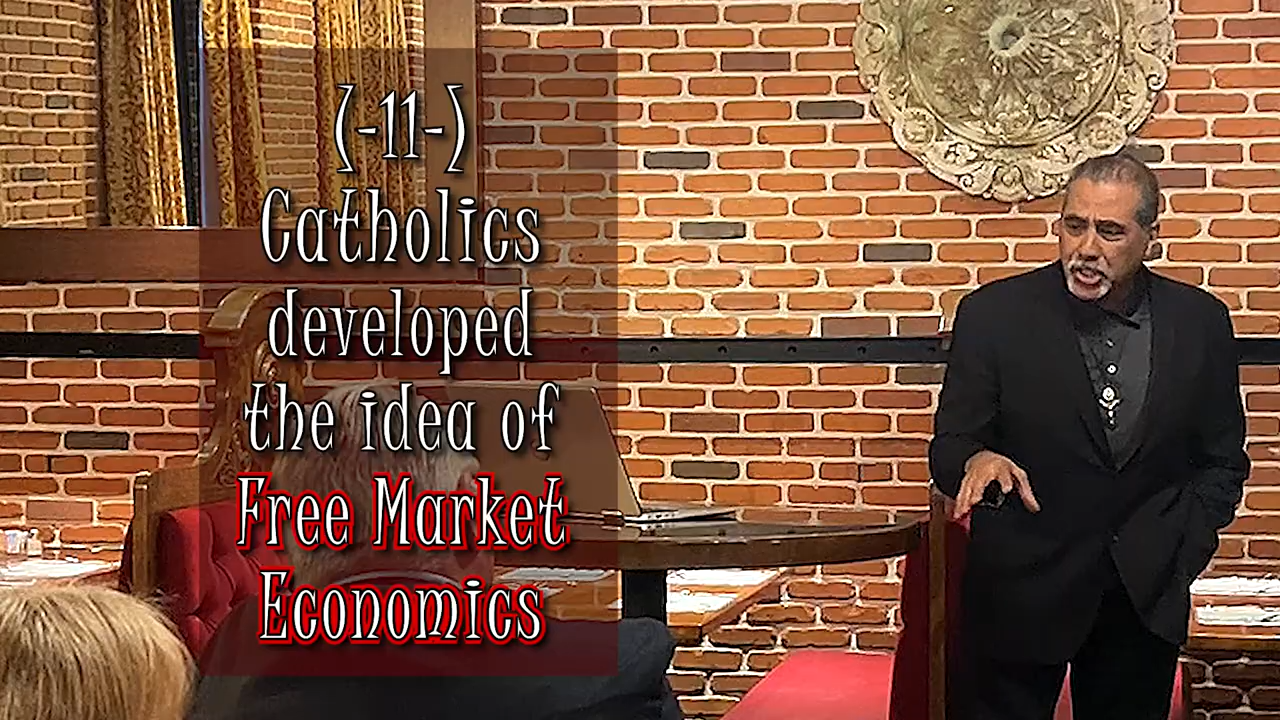 (-11-)
Catholics
developed
the idea of
Free Market
Economics